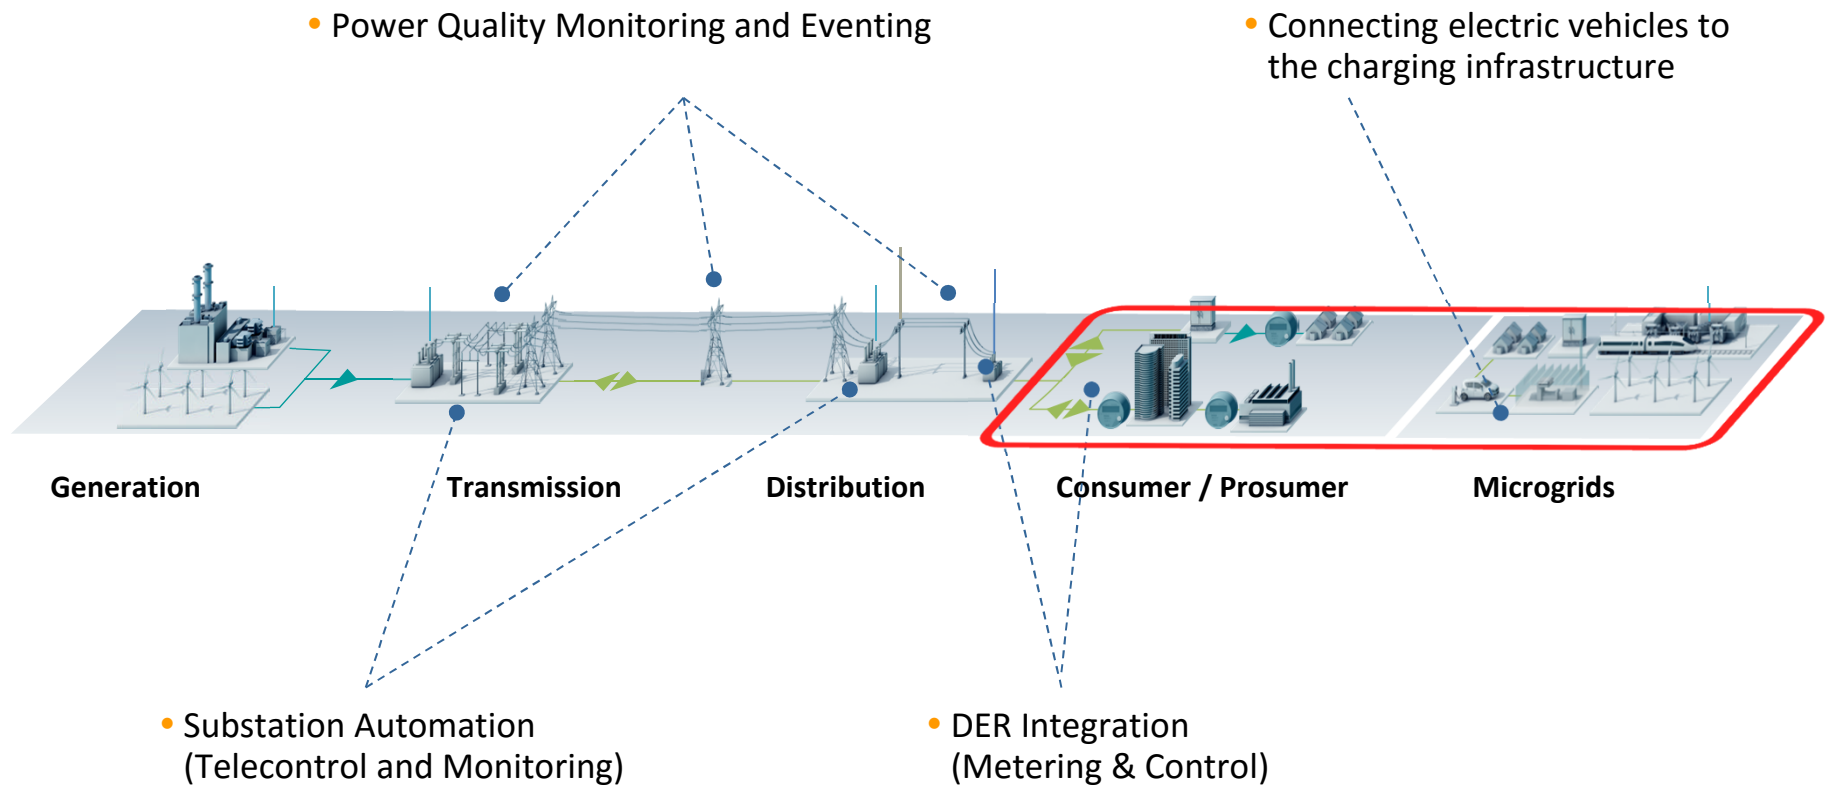 • Power Quality Monitoring and Eventing
• Connecting electric vehicles to
the charging infrastructure
Generation
Transmission
Distribution
Consumer / Prosumer
Microgrids
• Substation Automation
(Telecontrol and Monitoring)
• DER Integration
(Metering & Control)